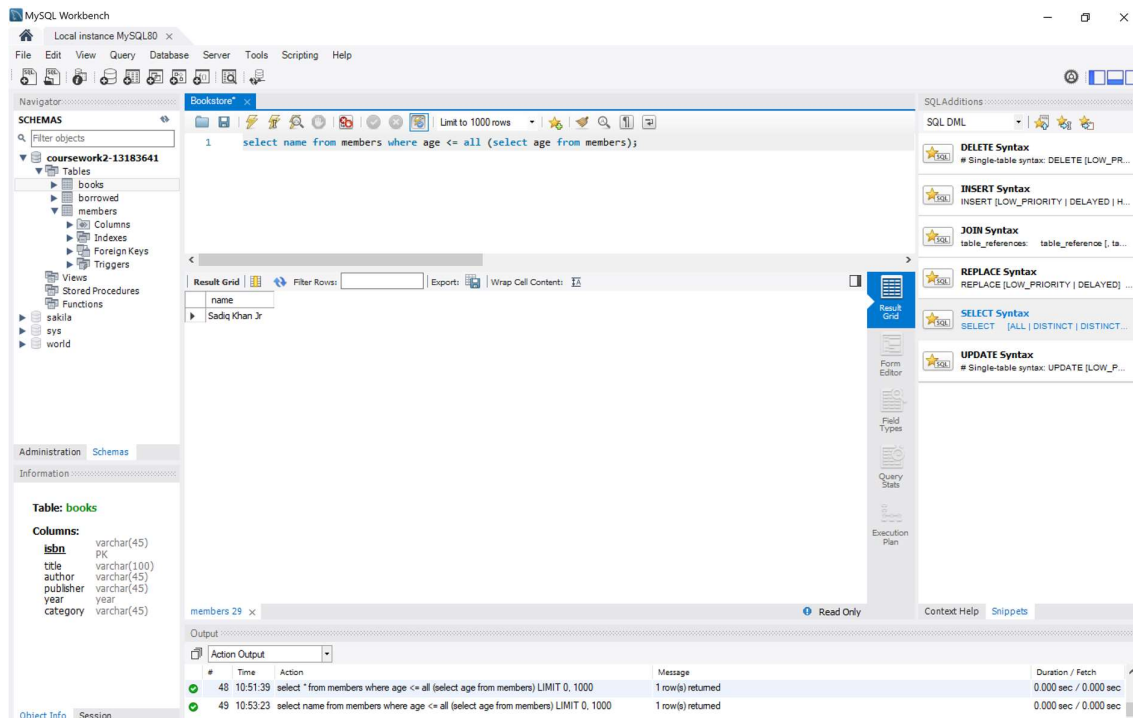 MySQL Workbench
Local instance MySQL80 ×
File Edit View Query Database Server Tools Scripting Help
Navigator
SCHEMAS
Filter objects
coursework2-13183641
Tables
books
borrowed
members
Columns
Indexes
Foreign Keys
Triggers
Views
Stored Procedures
Functions
sakila
sys
world
Administration Schemas
Information
Table: books
Columns:
isbn varchar(45) PK
title varchar(100)
author varchar(45)
publisher varchar(45)
year year
category varchar(45)
Object Info Session
Bookstore* ×
Limit to 1000 rows
1 select name from members where age <= all (select age from members);
Result Grid Filter Rows: Export: Wrap Cell Content:
name
Sadiq Khan Jr
Result Grid
Form Editor
Field Types
Query Stats
Execution Plan
members 29 × Read Only
Output
Action Output
# Time Action Message Duration / Fetch
48 10:51:39 select * from members where age <= all (select age from members) LIMIT 0, 1000 1 row(s) returned 0.000 sec / 0.000 sec
49 10:53:23 select name from members where age <= all (select age from members) LIMIT 0, 1000 1 row(s) returned 0.000 sec / 0.000 sec
SQLAdditions
SQL DML
DELETE Syntax
# Single-table syntax: DELETE [LOW_PR...
INSERT Syntax
INSERT [LOW_PRIORITY | DELAYED | H...
JOIN Syntax
table_references: table_reference [, ta...
REPLACE Syntax
REPLACE [LOW_PRIORITY | DELAYED] ...
SELECT Syntax
SELECT [ALL | DISTINCT | DISTINCT...
UPDATE Syntax
# Single-table syntax: UPDATE [LOW_P...
Context Help Snippets